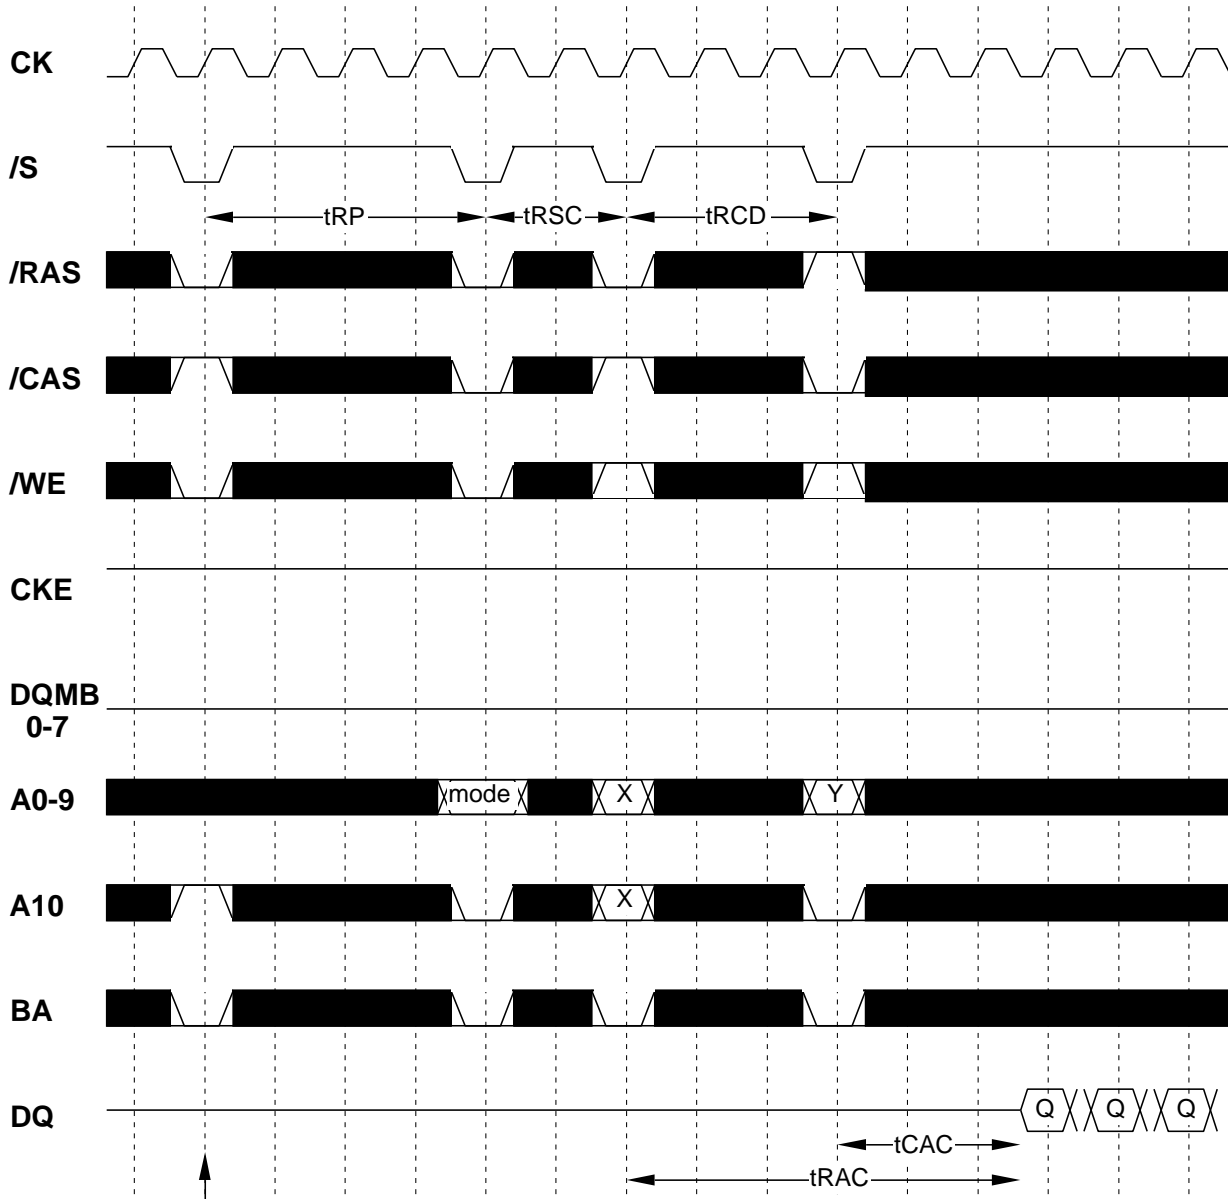 CK
/S
tRP tRSC tRCD
/RAS
/CAS
/WE
CKE
DQMB
0-7
A0-9 mode X Y
A10 X
BA
DQ Q Q Q
tCAC
tRAC